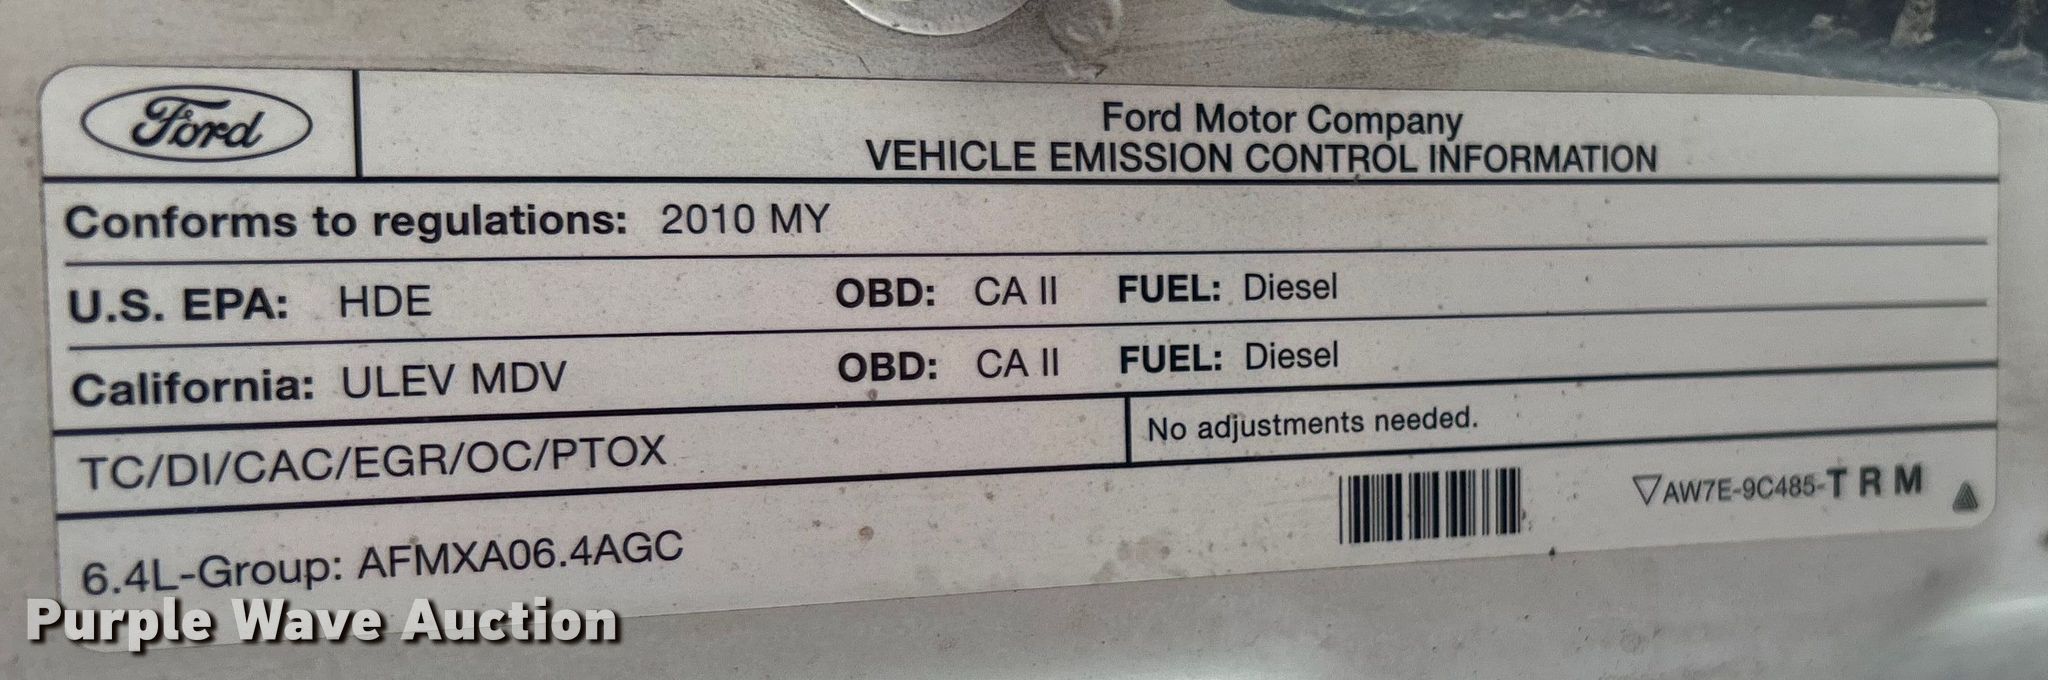 Ford
Ford Motor Company
VEHICLE EMISSION CONTROL INFORMATION
Conforms to regulations: 2010 MY
U.S. EPA: HDE OBD: CA II FUEL: Diesel
California: ULEV MDV OBD: CA II FUEL: Diesel
TC/DI/CAC/EGR/OC/PTOX No adjustments needed.
▽AW7E-9C485-T R M
6.4L-Group: AFMXA06.4AGC
Purple Wave Auction